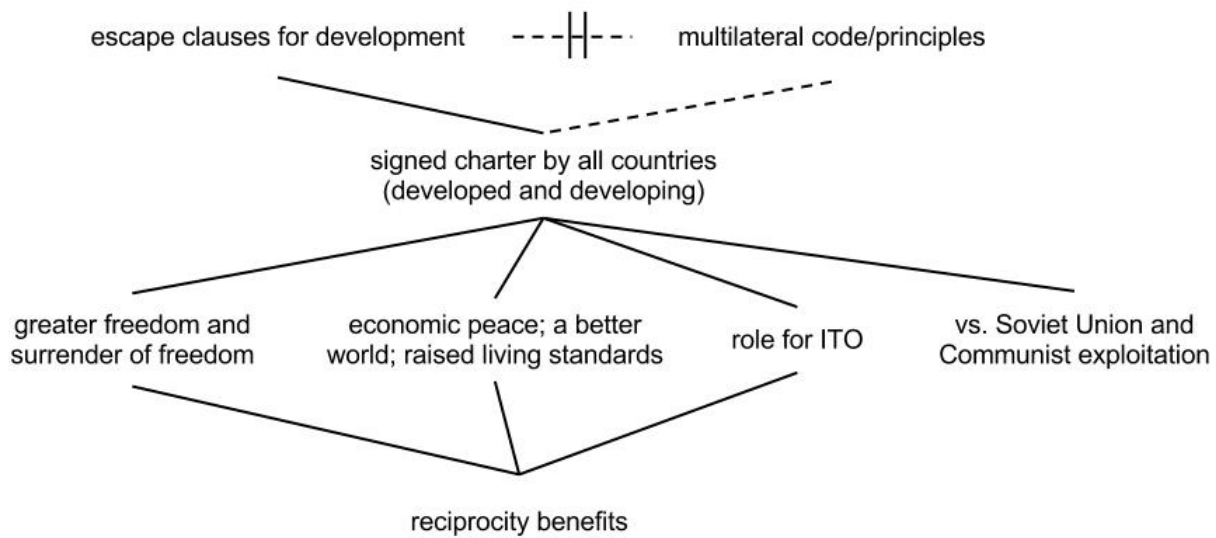 escape clauses for development
multilateral code/principles
signed charter by all countries
(developed and developing)
greater freedom and
surrender of freedom
economic peace; a better
world; raised living standards
role for ITO
vs. Soviet Union and
Communist exploitation
reciprocity benefits